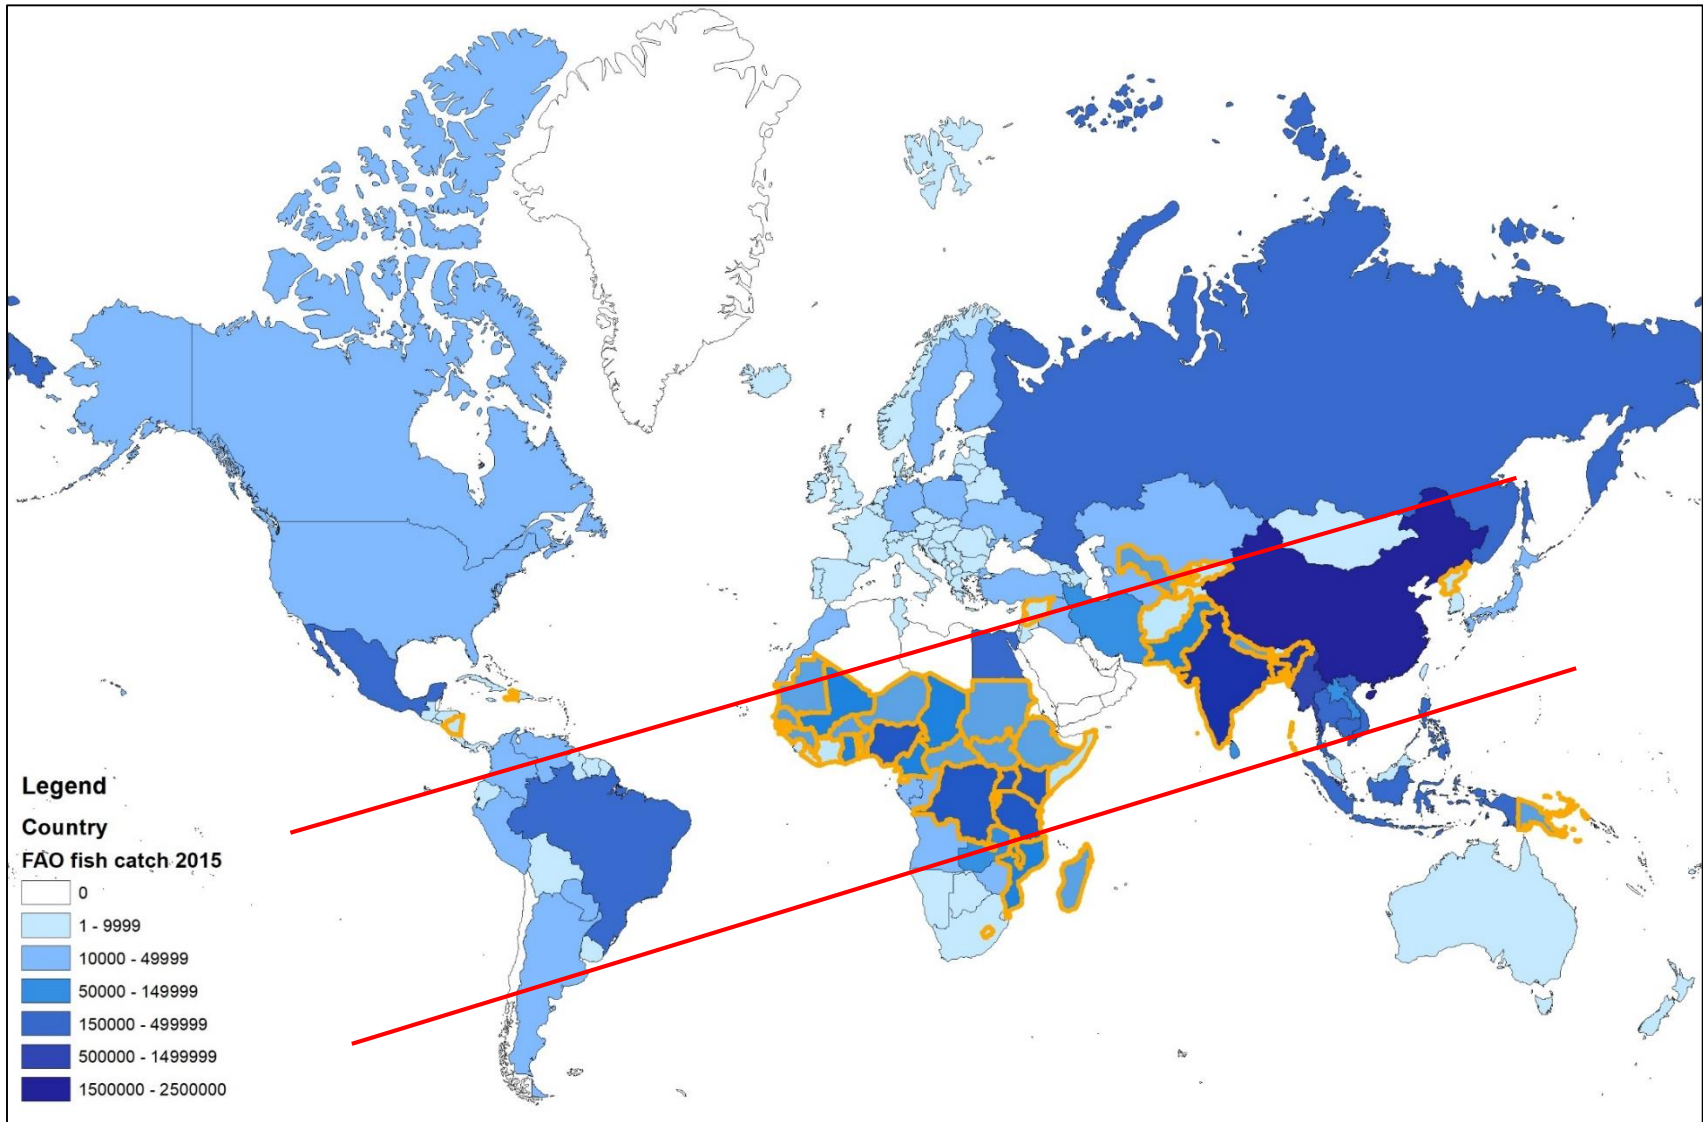 Legend
Country
FAO fish catch 2015
0
1 - 9999
10000 - 49999
50000 - 149999
150000 - 499999
500000 - 1499999
1500000 - 2500000